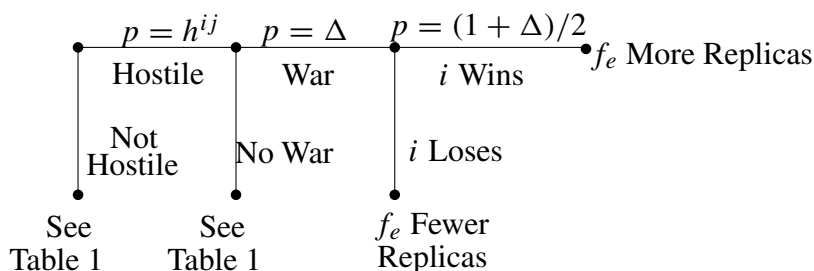 p = h^{ij} p = Δ p = (1 + Δ)/2
Hostile War i Wins f_e More Replicas
Not
Hostile No War i Loses
See See f_e Fewer
Table 1 Table 1 Replicas